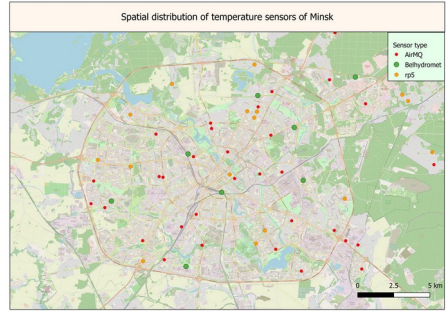 Spatial distribution of temperature sensors of Minsk
Sensor type
AirMQ
Belhydromet
rp5
0 2.5 5 km